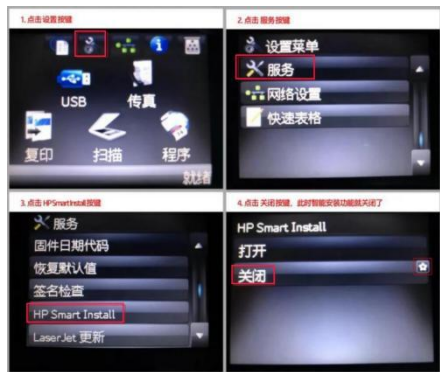 1. 点击设置按键
USB
传真
复印
扫描
程序
就绪
2. 点击 服务按键
设置菜单
服务
网络设置
快速表格
3. 点击 HPSmartInstall按键
服务
固件日期代码
恢复默认值
签名检查
HP Smart Install
LaserJet 更新
4. 点击 关闭按键，此时智能安装功能就关闭了
HP Smart Install
打开
关闭